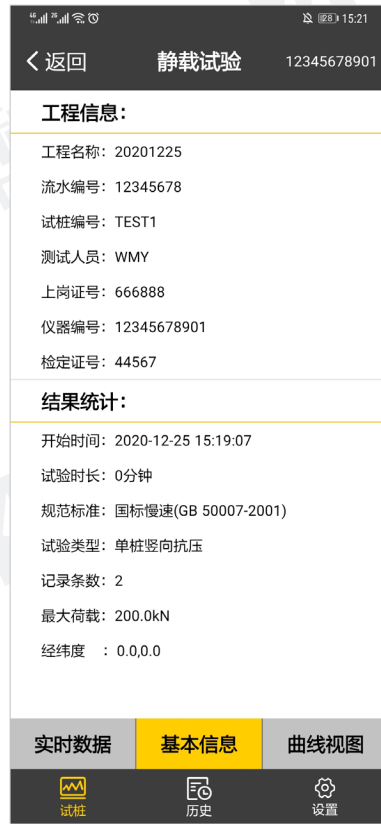 46 26 28 15:21
返回 静载试验 12345678901
工程信息：
工程名称：20201225
流水编号：12345678
试桩编号：TEST1
测试人员：WMY
上岗证号：666888
仪器编号：12345678901
检定证号：44567
结果统计：
开始时间：2020-12-25 15:19:07
试验时长：0分钟
规范标准：国标慢速(GB 50007-2001)
试验类型：单桩竖向抗压
记录条数：2
最大荷载：200.0kN
经纬度 ：0.0,0.0
实时数据 基本信息 曲线视图
试桩 历史 设置